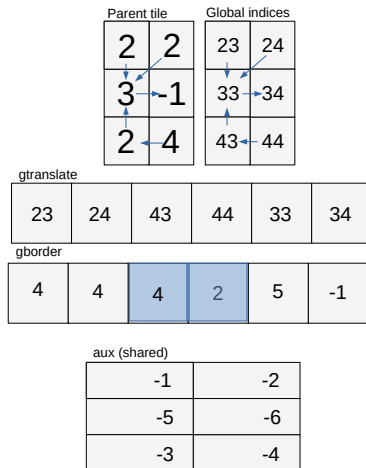 Parent tile Global indices
2 2 23 24
3 -1 33 34
2 4 43 44
gtranslate
23 24 43 44 33 34
gborder
4 4 4 2 5 -1
aux (shared)
-1 -2
-5 -6
-3 -4